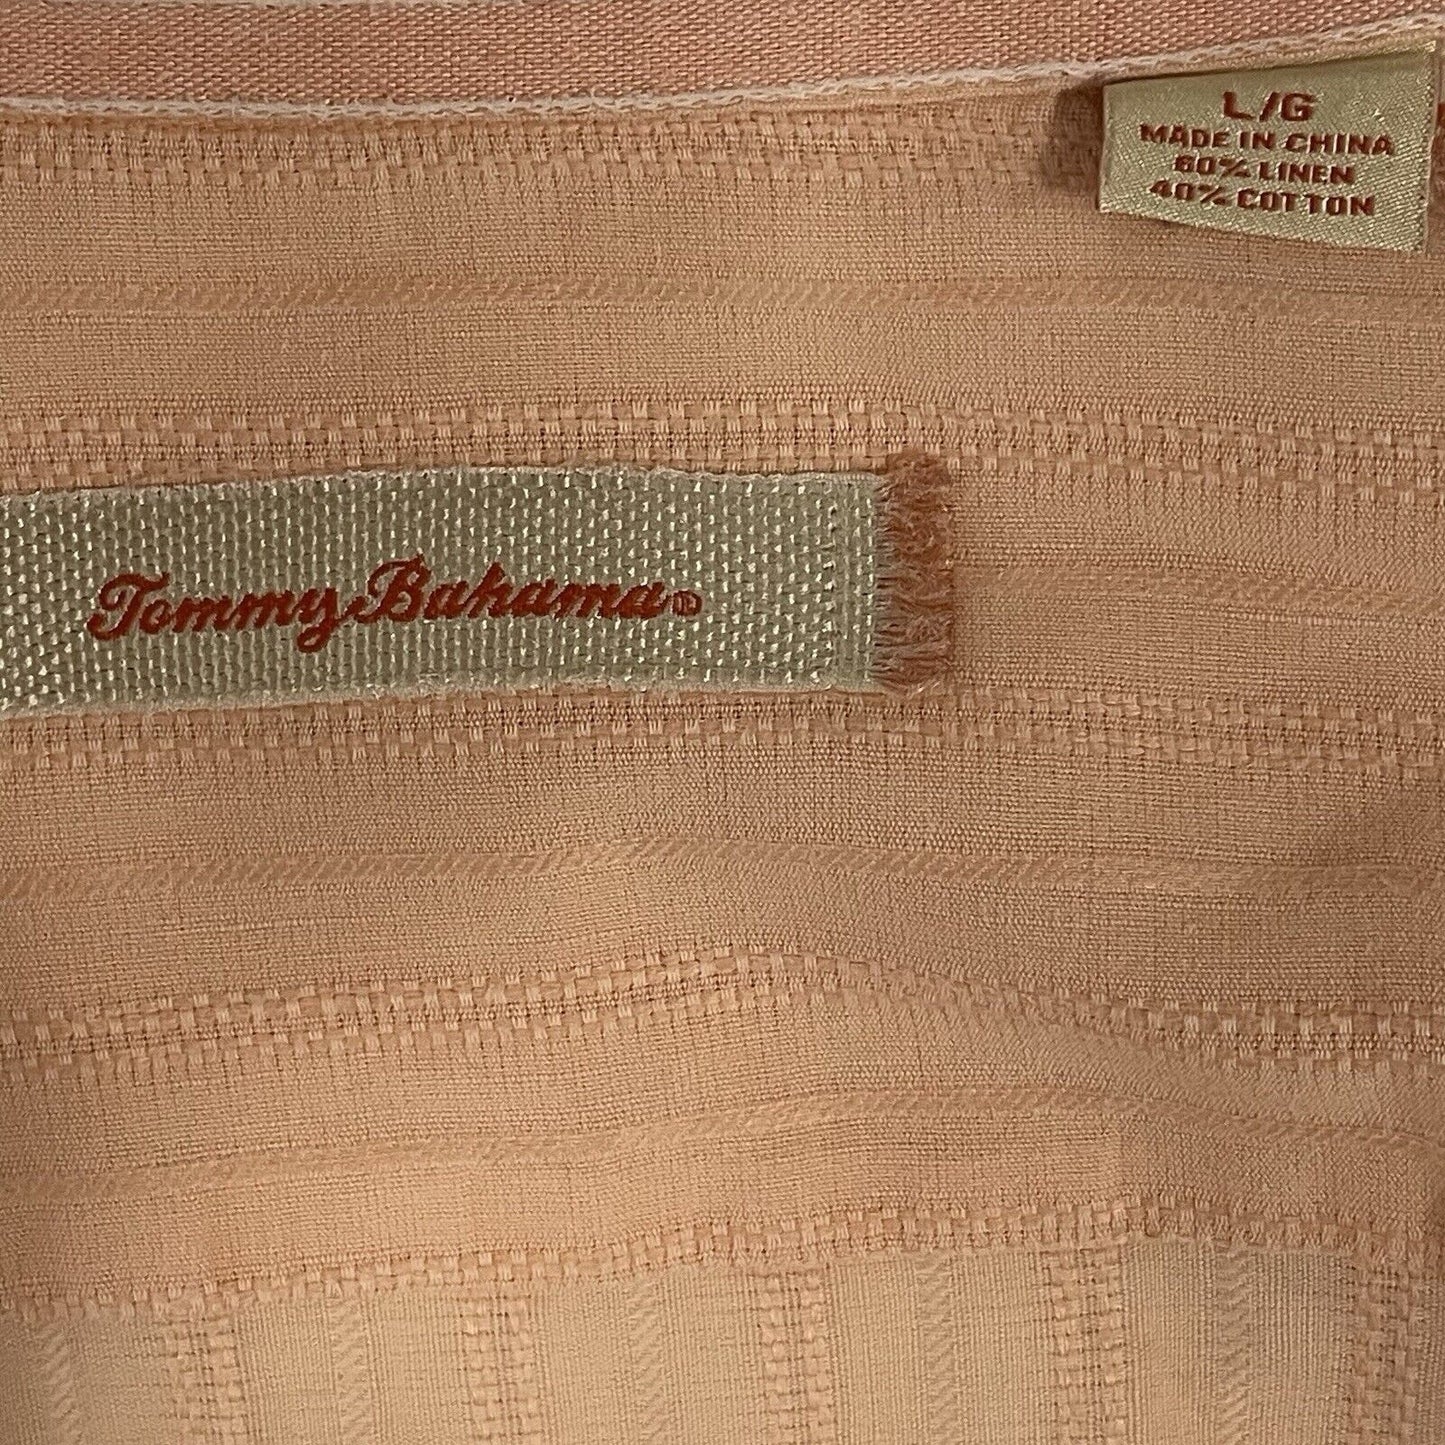 L/G
MADE IN CHINA
60% LINEN
40% COTTON
Tommy Bahama®